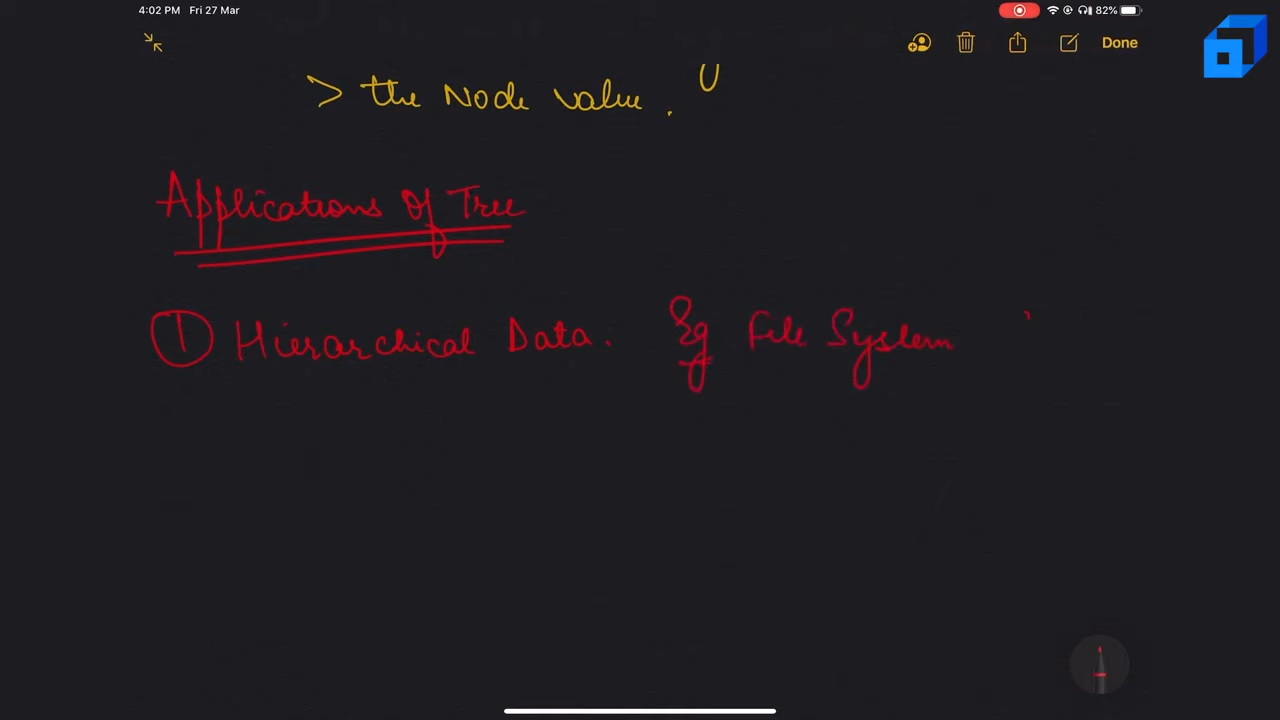 4:02 PM Fri 27 Mar
82%
Done
> the Node value.
Applications Of Tree
① Hierarchical Data. Eg File System